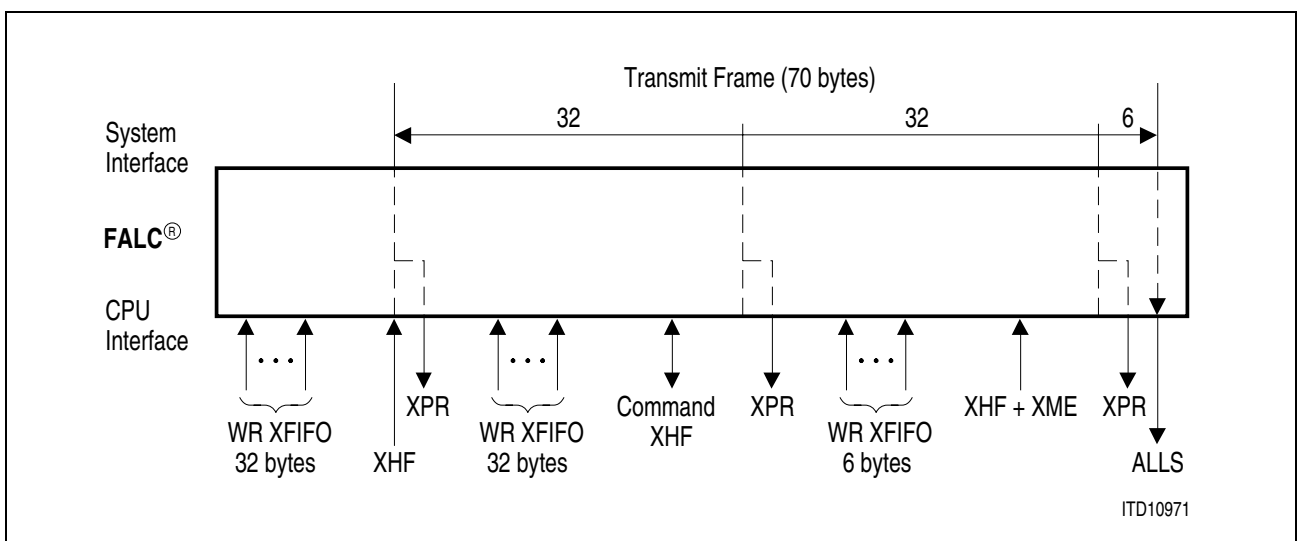 Transmit Frame (70 bytes)
32
32
6
System
Interface
FALC®
CPU
Interface
• • •
• • •
• • •
XPR
Command
XHF
XPR
XHF + XME
XPR
WR XFIFO
32 bytes
XHF
WR XFIFO
32 bytes
WR XFIFO
6 bytes
ALLS
ITD10971